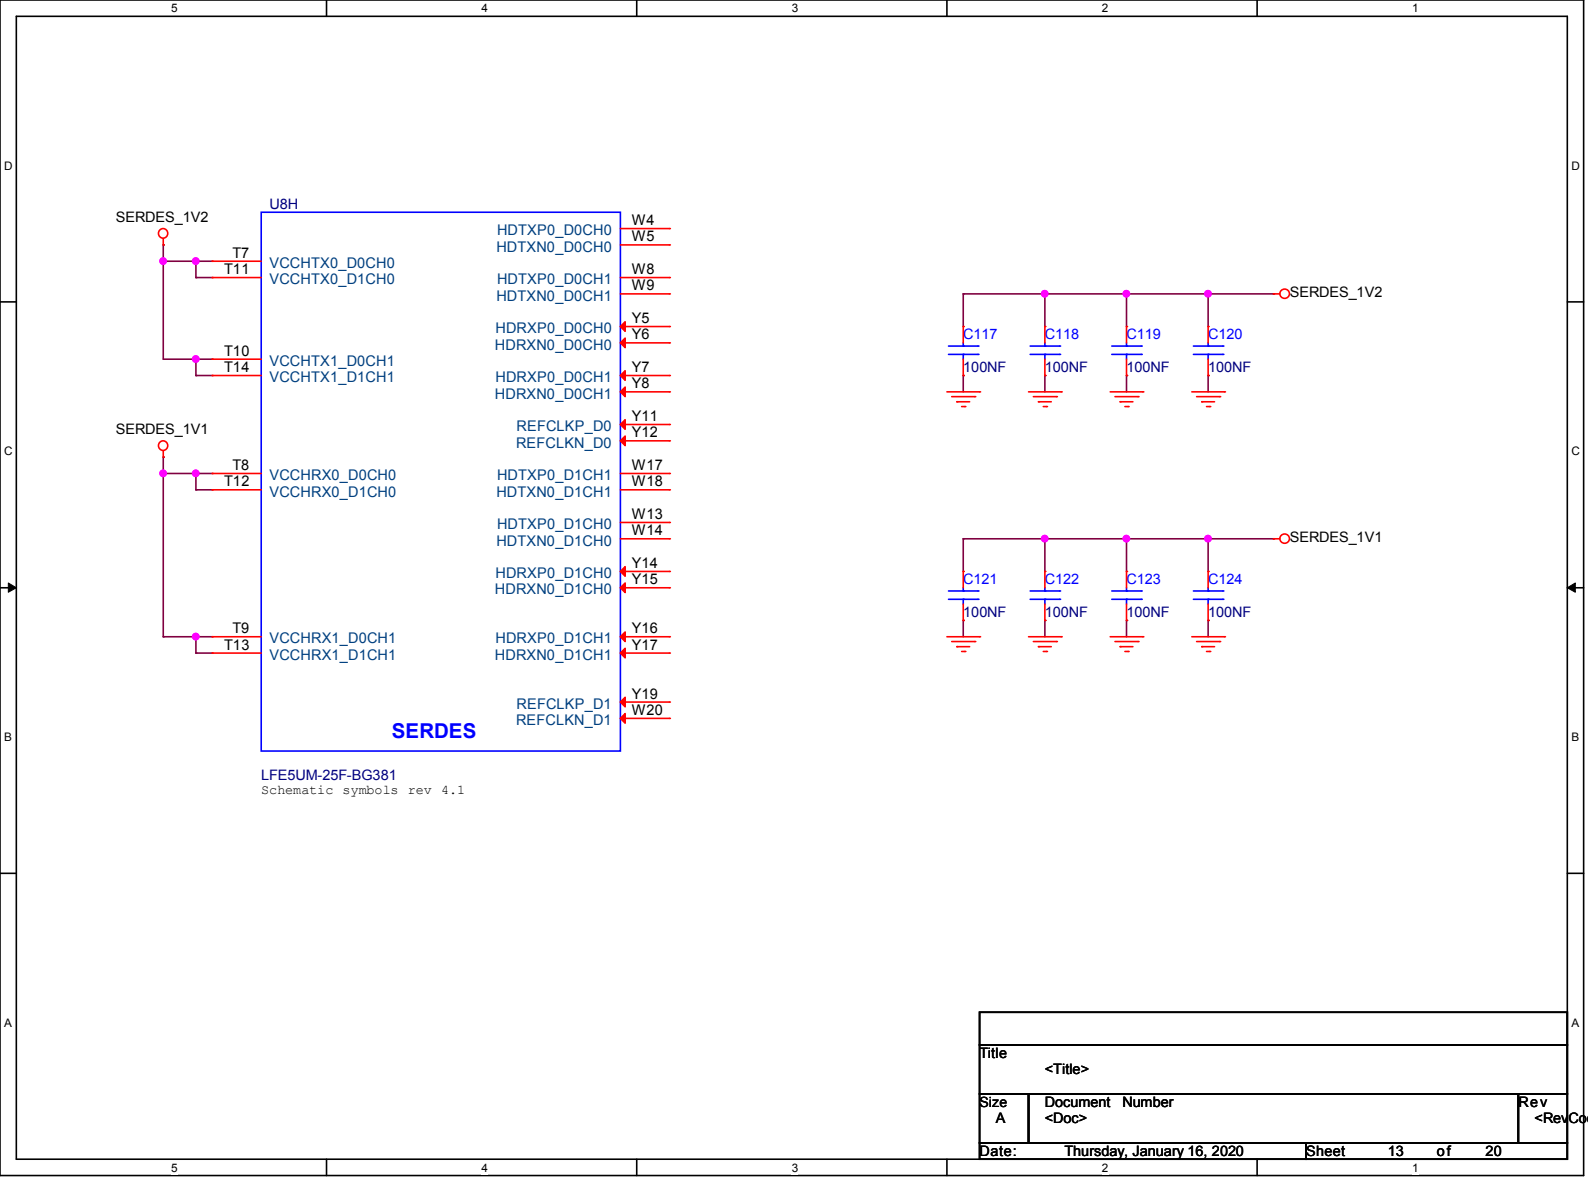 5 4 3 2 1
D D
C C
B B
A A
U8H
SERDES_1V2
T7 VCCHTX0_D0CH0
T11 VCCHTX0_D1CH0
T10 VCCHTX1_D0CH1
T14 VCCHTX1_D1CH1
SERDES_1V1
T8 VCCHRX0_D0CH0
T12 VCCHRX0_D1CH0
T9 VCCHRX1_D0CH1
T13 VCCHRX1_D1CH1
HDTXP0_D0CH0 W4
HDTXN0_D0CH0 W5
HDTXP0_D0CH1 W8
HDTXN0_D0CH1 W9
HDRXP0_D0CH0 Y5
HDRXN0_D0CH0 Y6
HDRXP0_D0CH1 Y7
HDRXN0_D0CH1 Y8
REFCLKP_D0 Y11
REFCLKN_D0 Y12
HDTXP0_D1CH1 W17
HDTXN0_D1CH1 W18
HDTXP0_D1CH0 W13
HDTXN0_D1CH0 W14
HDRXP0_D1CH0 Y14
HDRXN0_D1CH0 Y15
HDRXP0_D1CH1 Y16
HDRXN0_D1CH1 Y17
REFCLKP_D1 Y19
REFCLKN_D1 W20
SERDES
LFE5UM-25F-BG381
Schematic symbols rev 4.1
SERDES_1V2
C117 C118 C119 C120
100NF 100NF 100NF 100NF
SERDES_1V1
C121 C122 C123 C124
100NF 100NF 100NF 100NF
Title
<Title>
Size Document Number Rev
A <Doc> <RevCo
Date: Thursday, January 16, 2020 Sheet 13 of 20
5 4 3 2 1